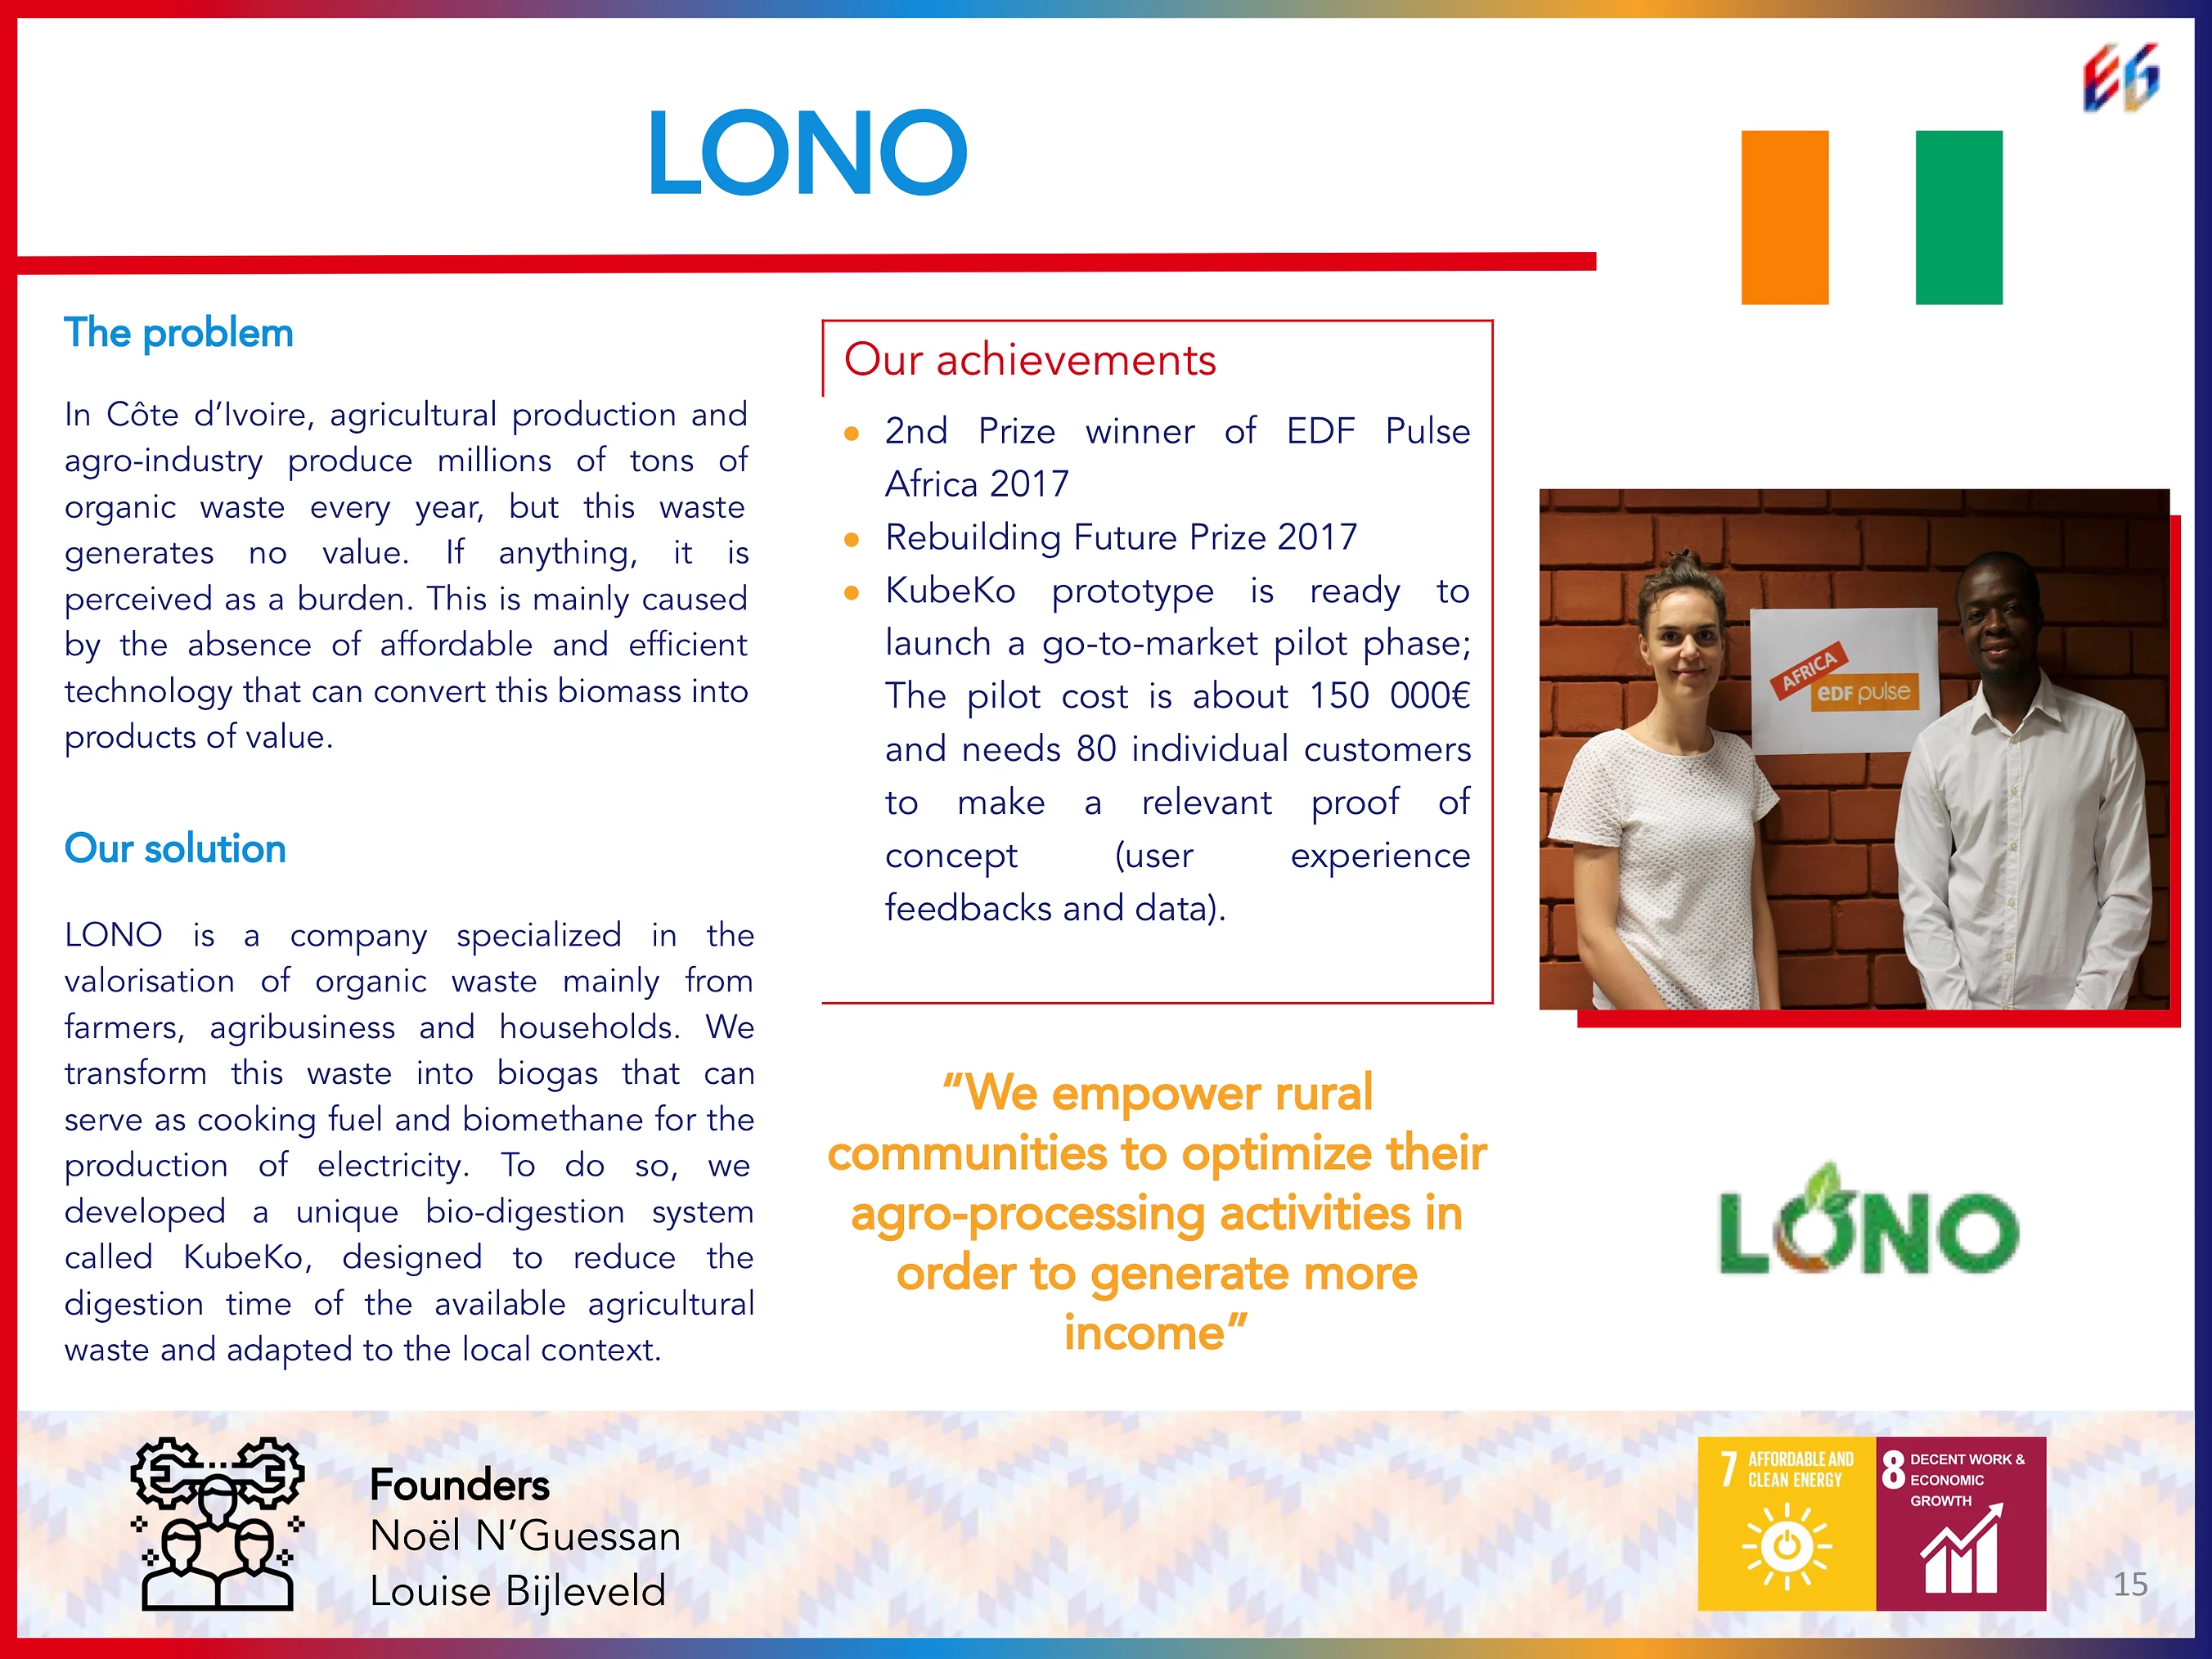 E6
LONO
The problem
In Côte d’Ivoire, agricultural production and
agro-industry produce millions of tons of
organic waste every year, but this waste
generates no value. If anything, it is
perceived as a burden. This is mainly caused
by the absence of affordable and efficient
technology that can convert this biomass into
products of value.
Our solution
LONO is a company specialized in the
valorisation of organic waste mainly from
farmers, agribusiness and households. We
transform this waste into biogas that can
serve as cooking fuel and biomethane for the
production of electricity. To do so, we
developed a unique bio-digestion system
called KubeKo, designed to reduce the
digestion time of the available agricultural
waste and adapted to the local context.
Our achievements
• 2nd Prize winner of EDF Pulse
Africa 2017
• Rebuilding Future Prize 2017
• KubeKo prototype is ready to
launch a go-to-market pilot phase;
The pilot cost is about 150 000€
and needs 80 individual customers
to make a relevant proof of
concept (user experience
feedbacks and data).
“We empower rural
communities to optimize their
agro-processing activities in
order to generate more
income”
AFRICA
eDF pulse
LONO
Founders
Noël N’Guessan
Louise Bijleveld
7 AFFORDABLE AND
CLEAN ENERGY
8 DECENT WORK &
ECONOMIC
GROWTH
15